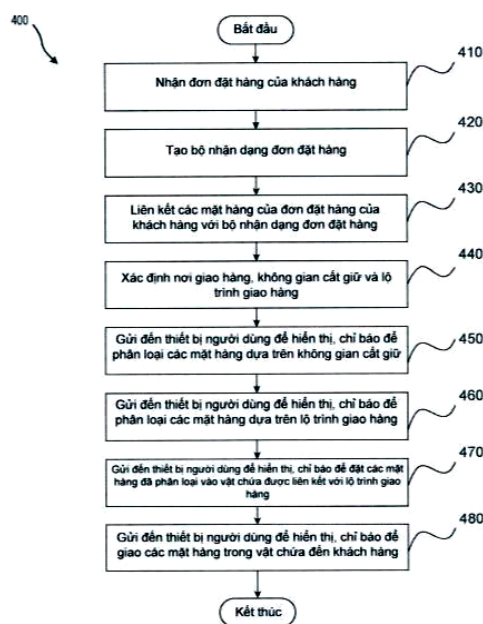 400
Bắt đầu
410
Nhận đơn đặt hàng của khách hàng
420
Tạo bộ nhận dạng đơn đặt hàng
430
Liên kết các mặt hàng của đơn đặt hàng của
khách hàng với bộ nhận dạng đơn đặt hàng
440
Xác định nơi giao hàng, không gian cất giữ và lộ
trình giao hàng
450
Gửi đến thiết bị người dùng để hiển thị, chỉ báo để
phân loại các mặt hàng dựa trên không gian cất giữ
460
Gửi đến thiết bị người dùng để hiển thị, chỉ báo để
phân loại các mặt hàng dựa trên lộ trình giao hàng
470
Gửi đến thiết bị người dùng để hiển thị, chỉ báo để đặt các mặt
hàng đã phân loại vào vật chứa được liên kết với lộ trình giao
hàng
480
Gửi đến thiết bị người dùng để hiển thị, chỉ báo để
giao các mặt hàng trong vật chứa đến khách hàng
Kết thúc